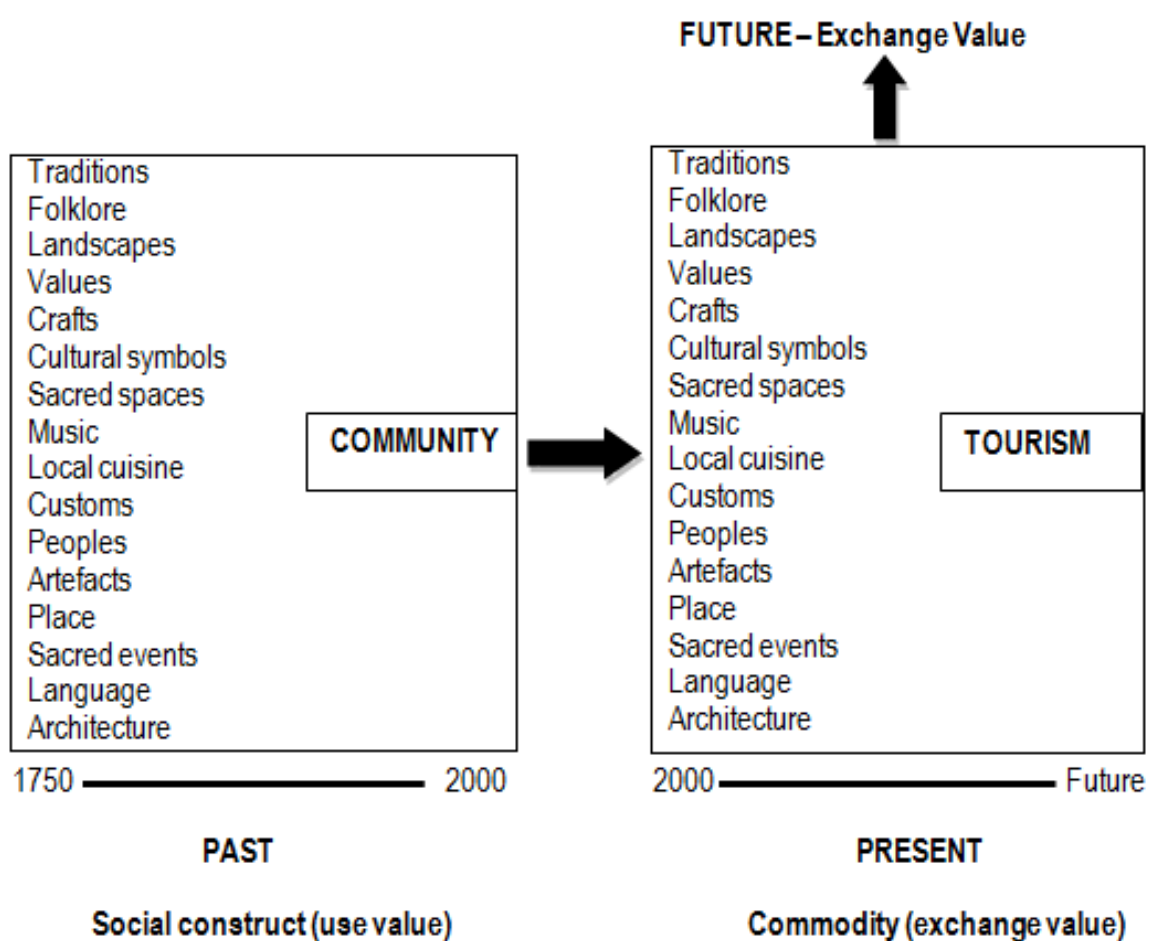 FUTURE – Exchange Value
Traditions
Folklore
Landscapes
Values
Crafts
Cultural symbols
Sacred spaces
Music
Local cuisine
Customs
Peoples
Artefacts
Place
Sacred events
Language
Architecture
COMMUNITY
1750
2000
PAST
Social construct (use value)
Traditions
Folklore
Landscapes
Values
Crafts
Cultural symbols
Sacred spaces
Music
Local cuisine
Customs
Peoples
Artefacts
Place
Sacred events
Language
Architecture
TOURISM
2000
Future
PRESENT
Commodity (exchange value)